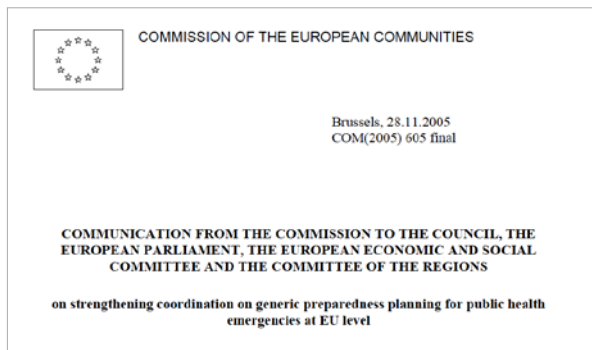 COMMISSION OF THE EUROPEAN COMMUNITIES
Brussels, 28.11.2005
COM(2005) 605 final
COMMUNICATION FROM THE COMMISSION TO THE COUNCIL, THE
EUROPEAN PARLIAMENT, THE EUROPEAN ECONOMIC AND SOCIAL
COMMITTEE AND THE COMMITTEE OF THE REGIONS
on strengthening coordination on generic preparedness planning for public health
emergencies at EU level